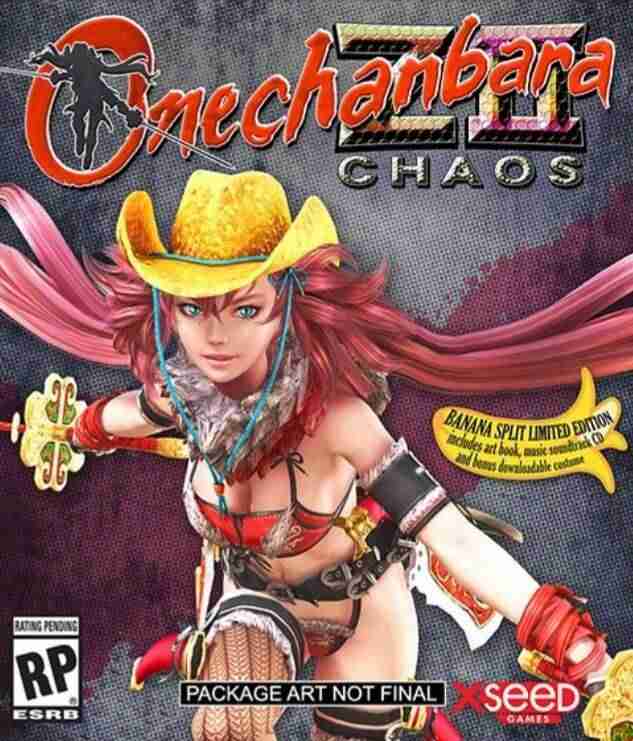 Onechanbara
ZII
CHAOS
BANANA SPLIT LIMITED EDITION
includes art book, music soundtrack CD
and bonus downloadable costume
RATING PENDING
RP
ESRB
PACKAGE ART NOT FINAL
XSEED
GAMES